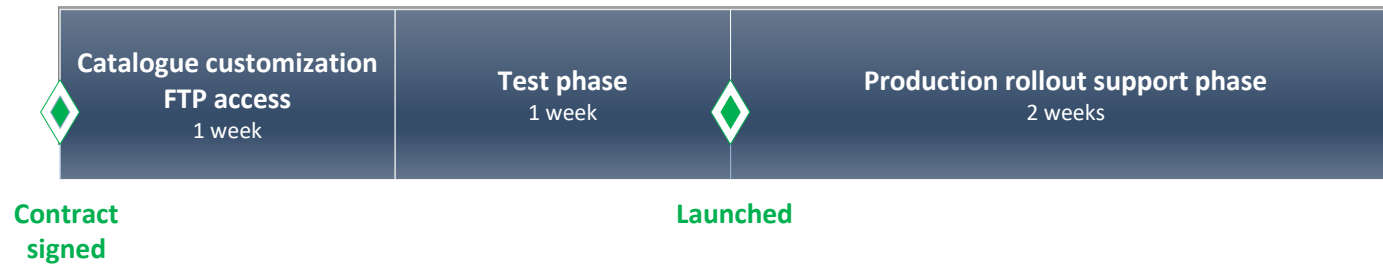 Catalogue customization
FTP access
1 week
Test phase
1 week
Production rollout support phase
2 weeks
Contract
signed
Launched